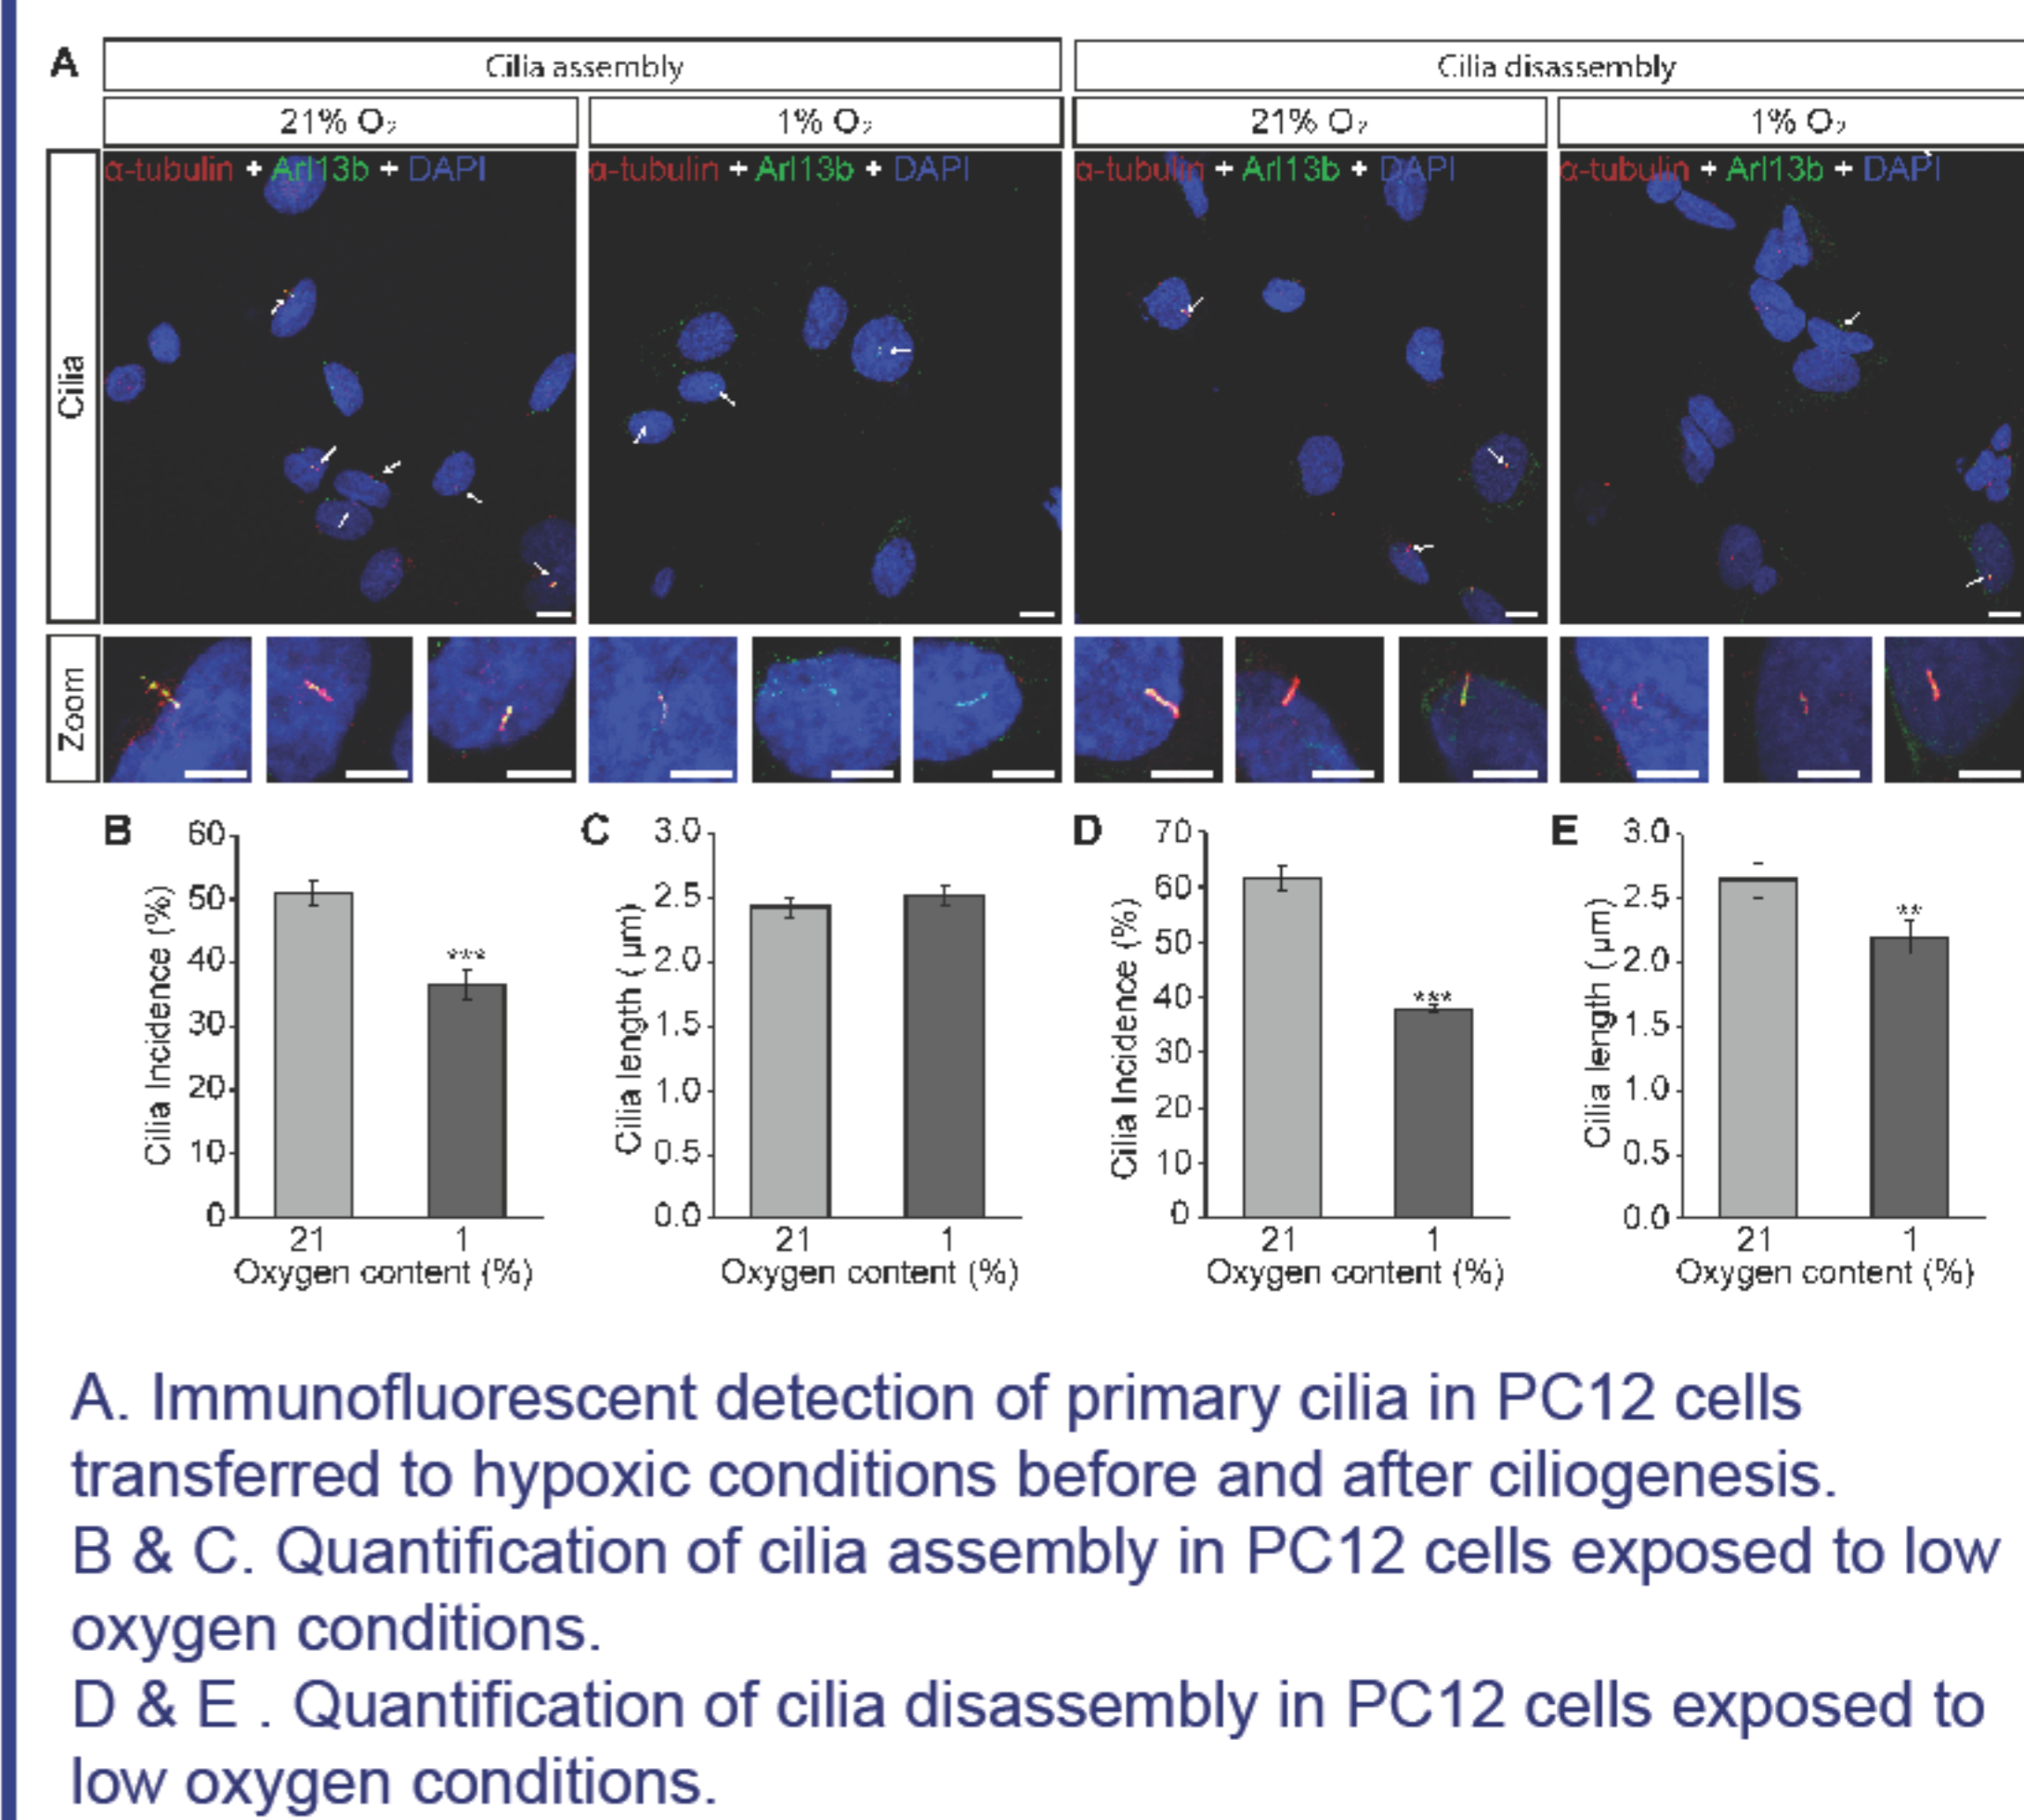 A
Cilia assembly
Cilia disassembly
21% O₂
1% O₂
21% O₂
1% O₂
Cilia
α-tubulin + Arl13b + DAPI
α-tubulin + Arl13b + DAPI
α-tubulin + Arl13b + DAPI
α-tubulin + Arl13b + DAPI
Zoom
B
Cilia Incidence (%)
60
50
40
30
20
10
0
***
21
1
Oxygen content (%)
C
Cilia length ( µm)
3.0
2.5
2.0
1.5
1.0
0.5
0.0
21
1
Oxygen content (%)
D
Cilia Incidence (%)
70
60
50
40
30
20
10
0
***
21
1
Oxygen content (%)
E
Cilia length ( µm)
3.0
2.5
2.0
1.5
1.0
0.5
0.0
**
21
1
Oxygen content (%)
A. Immunofluorescent detection of primary cilia in PC12 cells
transferred to hypoxic conditions before and after ciliogenesis.
B & C. Quantification of cilia assembly in PC12 cells exposed to low
oxygen conditions.
D & E . Quantification of cilia disassembly in PC12 cells exposed to
low oxygen conditions.